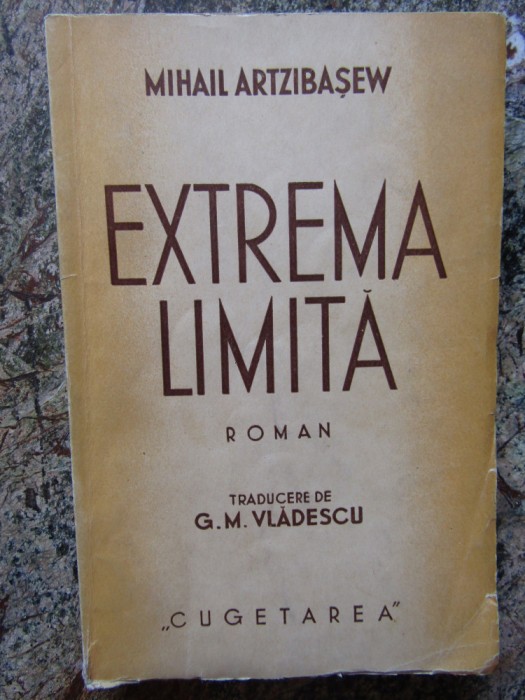 MIHAIL ARTZIBAȘEW
EXTREMA
LIMITĂ
ROMAN
TRADUCERE DE
G.M. VLĂDESCU
„CUGETAREA”